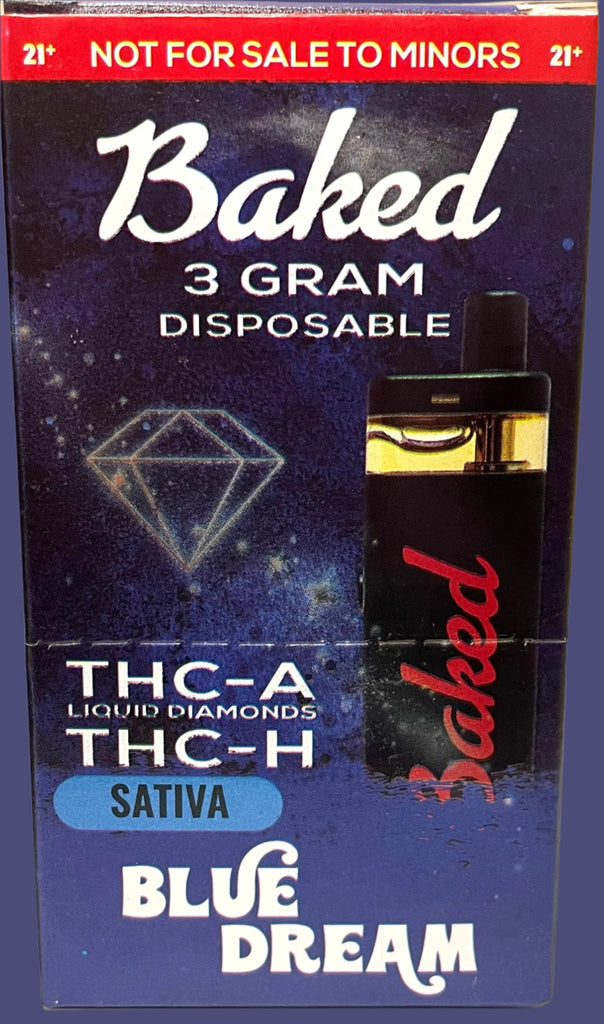 21+ NOT FOR SALE TO MINORS 21+
Baked
3 GRAM
DISPOSABLE
Baked
THC-A
LIQUID DIAMONDS
THC-H
SATIVA
BLUE
DREAM